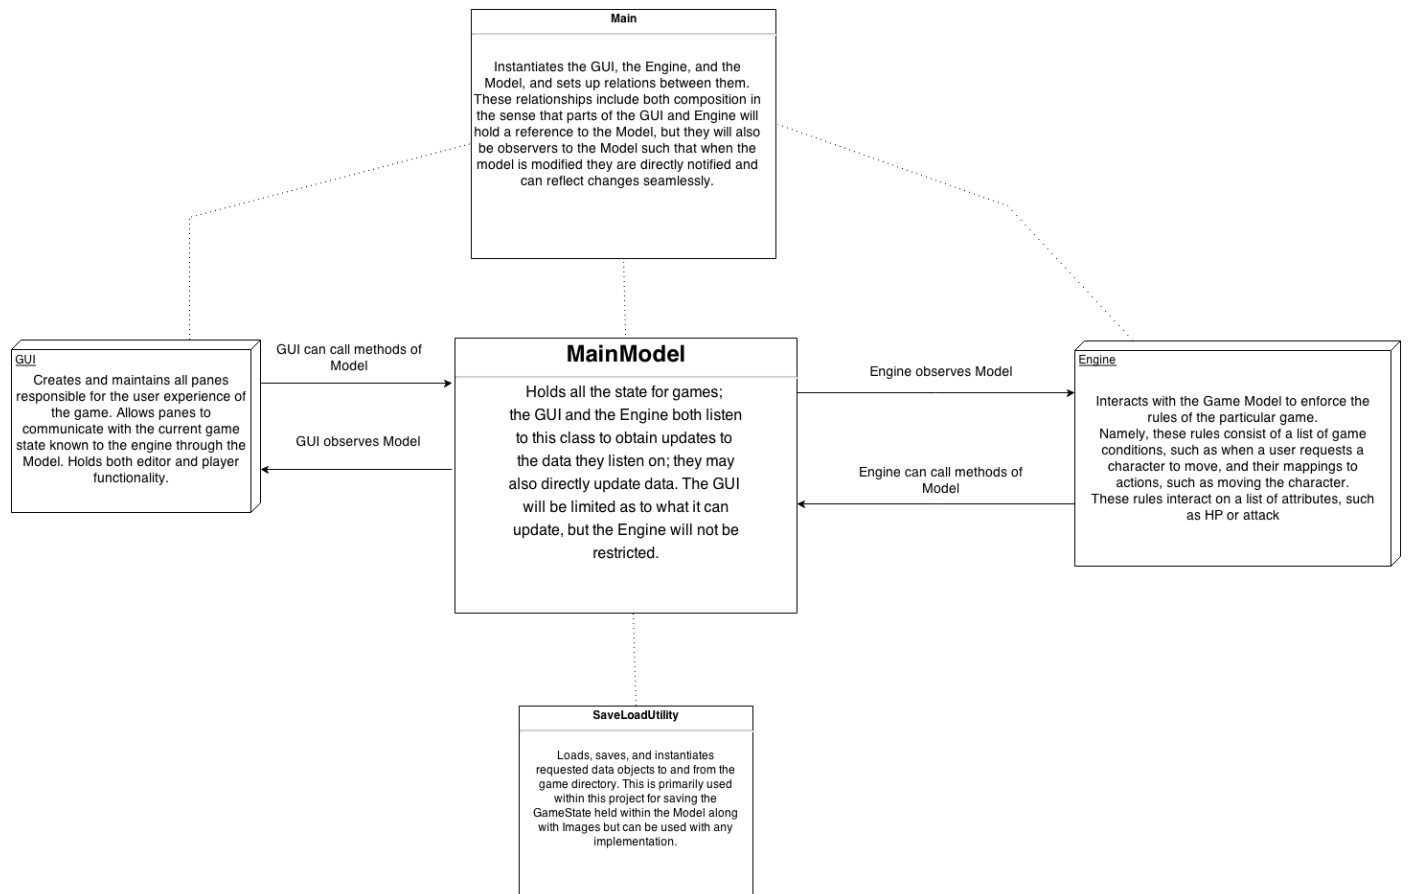 Main
Instantiates the GUI, the Engine, and the
Model, and sets up relations between them.
These relationships include both composition in
the sense that parts of the GUI and Engine will
hold a reference to the Model, but they will also
be observers to the Model such that when the
model is modified they are directly notified and
can reflect changes seamlessly.
GUI
Creates and maintains all panes
responsible for the user experience of
the game. Allows panes to
communicate with the current game
state known to the engine through the
Model. Holds both editor and player
functionality.
GUI can call methods of
Model
GUI observes Model
MainModel
Holds all the state for games;
the GUI and the Engine both listen
to this class to obtain updates to
the data they listen on; they may
also directly update data. The GUI
will be limited as to what it can
update, but the Engine will not be
restricted.
Engine observes Model
Engine can call methods of
Model
Engine
Interacts with the Game Model to enforce the
rules of the particular game.
Namely, these rules consist of a list of game
conditions, such as when a user requests a
character to move, and their mappings to
actions, such as moving the character.
These rules interact on a list of attributes, such
as HP or attack
SaveLoadUtility
Loads, saves, and instantiates
requested data objects to and from the
game directory. This is primarily used
within this project for saving the
GameState held within the Model along
with Images but can be used with any
implementation.